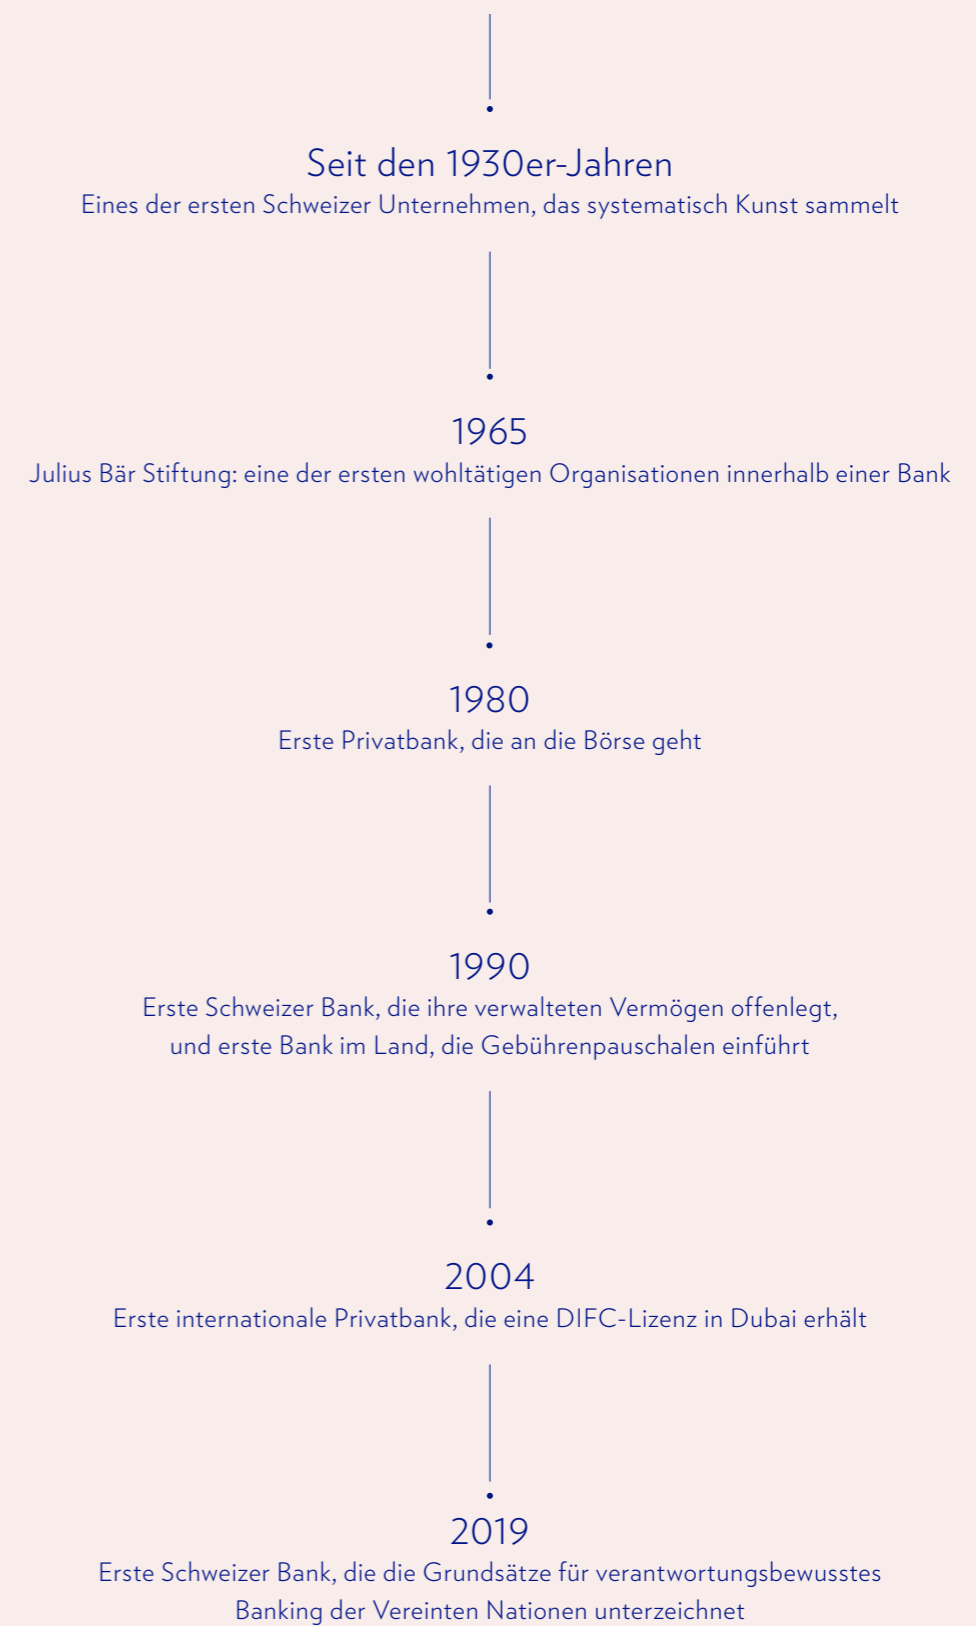 Seit den 1930er-Jahren
Eines der ersten Schweizer Unternehmen, das systematisch Kunst sammelt
1965
Julius Bär Stiftung: eine der ersten wohltätigen Organisationen innerhalb einer Bank
1980
Erste Privatbank, die an die Börse geht
1990
Erste Schweizer Bank, die ihre verwalteten Vermögen offenlegt,
und erste Bank im Land, die Gebührenpauschalen einführt
2004
Erste internationale Privatbank, die eine DIFC-Lizenz in Dubai erhält
2019
Erste Schweizer Bank, die die Grundsätze für verantwortungsbewusstes
Banking der Vereinten Nationen unterzeichnet